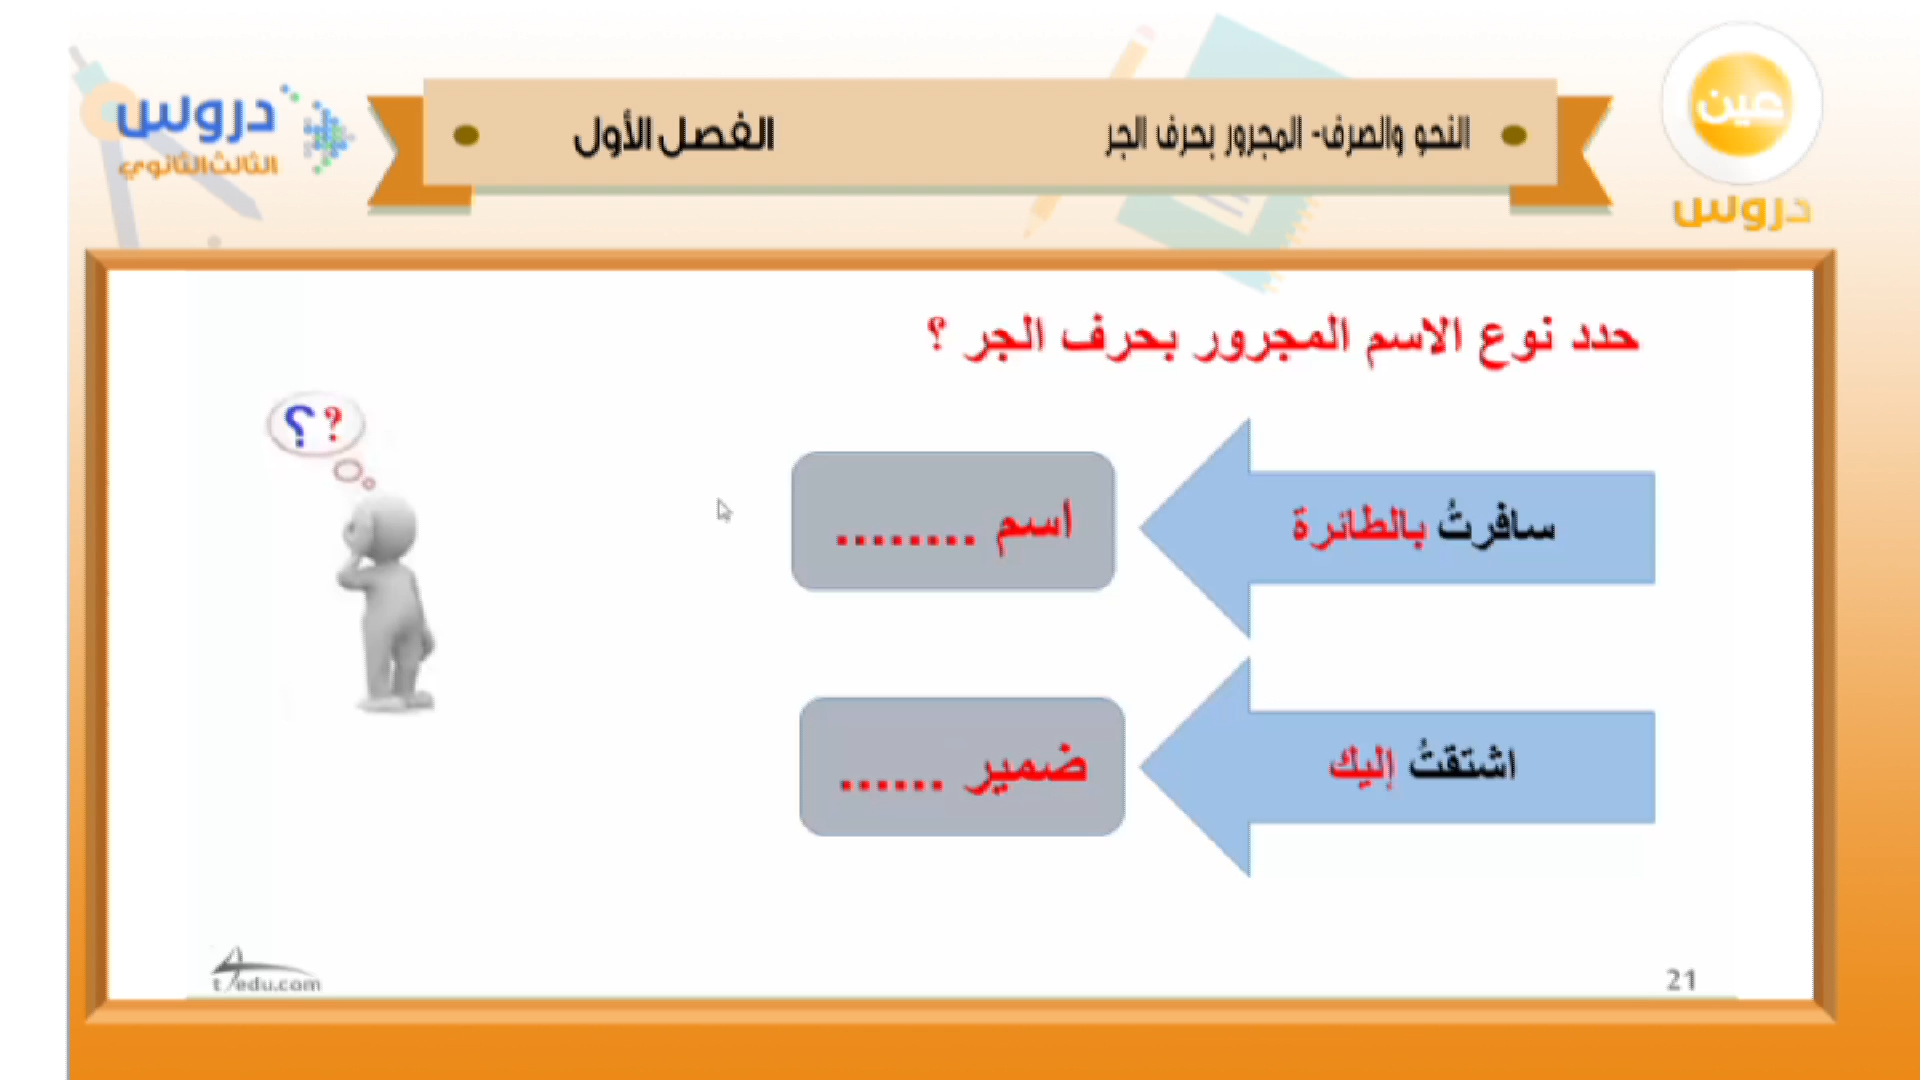 عين
دروس
النحو والصرف- المجرور بحرف الجر
الفصل الأول
دروس
الثالث الثانوي
حدد نوع الاسم المجرور بحرف الجر ؟
؟ ?
سافرتُ بالطائرة
اسم ........
اشتقتُ إليك
ضمير ......
21
t4edu.com